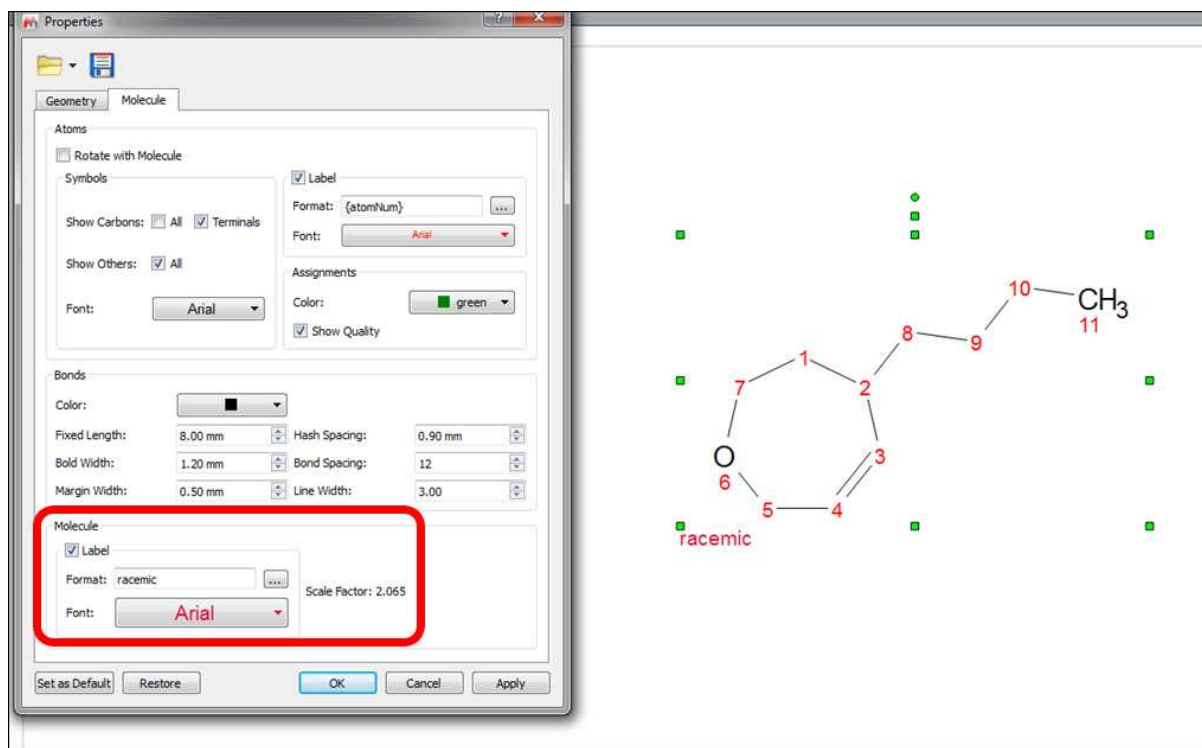 Properties
Geometry Molecule
Atoms
Rotate with Molecule
Symbols
Show Carbons: All Terminals
Show Others: All
Font: Arial
Label
Format: {atomNum} ...
Font: Arial
Assignments
Color: green
Show Quality
Bonds
Color:
Fixed Length: 8.00 mm Hash Spacing: 0.90 mm
Bold Width: 1.20 mm Bond Spacing: 12
Margin Width: 0.50 mm Line Width: 3.00
Molecule
Label
Format: racemic ...
Font: Arial
Scale Factor: 2.065
Set as Default Restore OK Cancel Apply
10 CH3
11
8
9
1
7 2
O 3
6
5 4
racemic